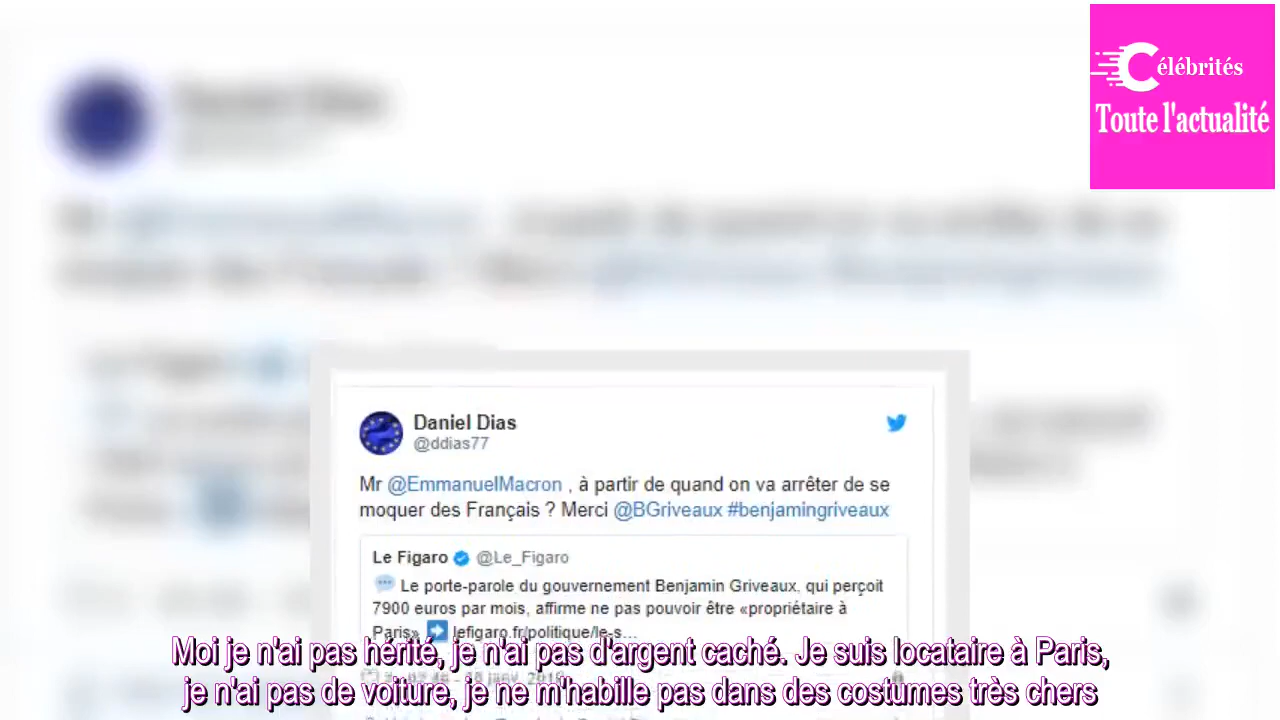 Célébrités
Toute l'actualité
Daniel Dias
@ddias77
Mr @EmmanuelMacron , à partir de quand on va arrêter de se
moquer des Français ? Merci @BGriveaux #benjamingriveaux
Le Figaro @Le_Figaro
Le porte-parole du gouvernement Benjamin Griveaux, qui perçoit
7900 euros par mois, affirme ne pas pouvoir être «propriétaire à
Paris» lefigaro.fr/politique/le-s...
Moi je n'ai pas hérité, je n'ai pas d'argent caché. Je suis locataire à Paris,
je n'ai pas de voiture, je ne m'habille pas dans des costumes très chers